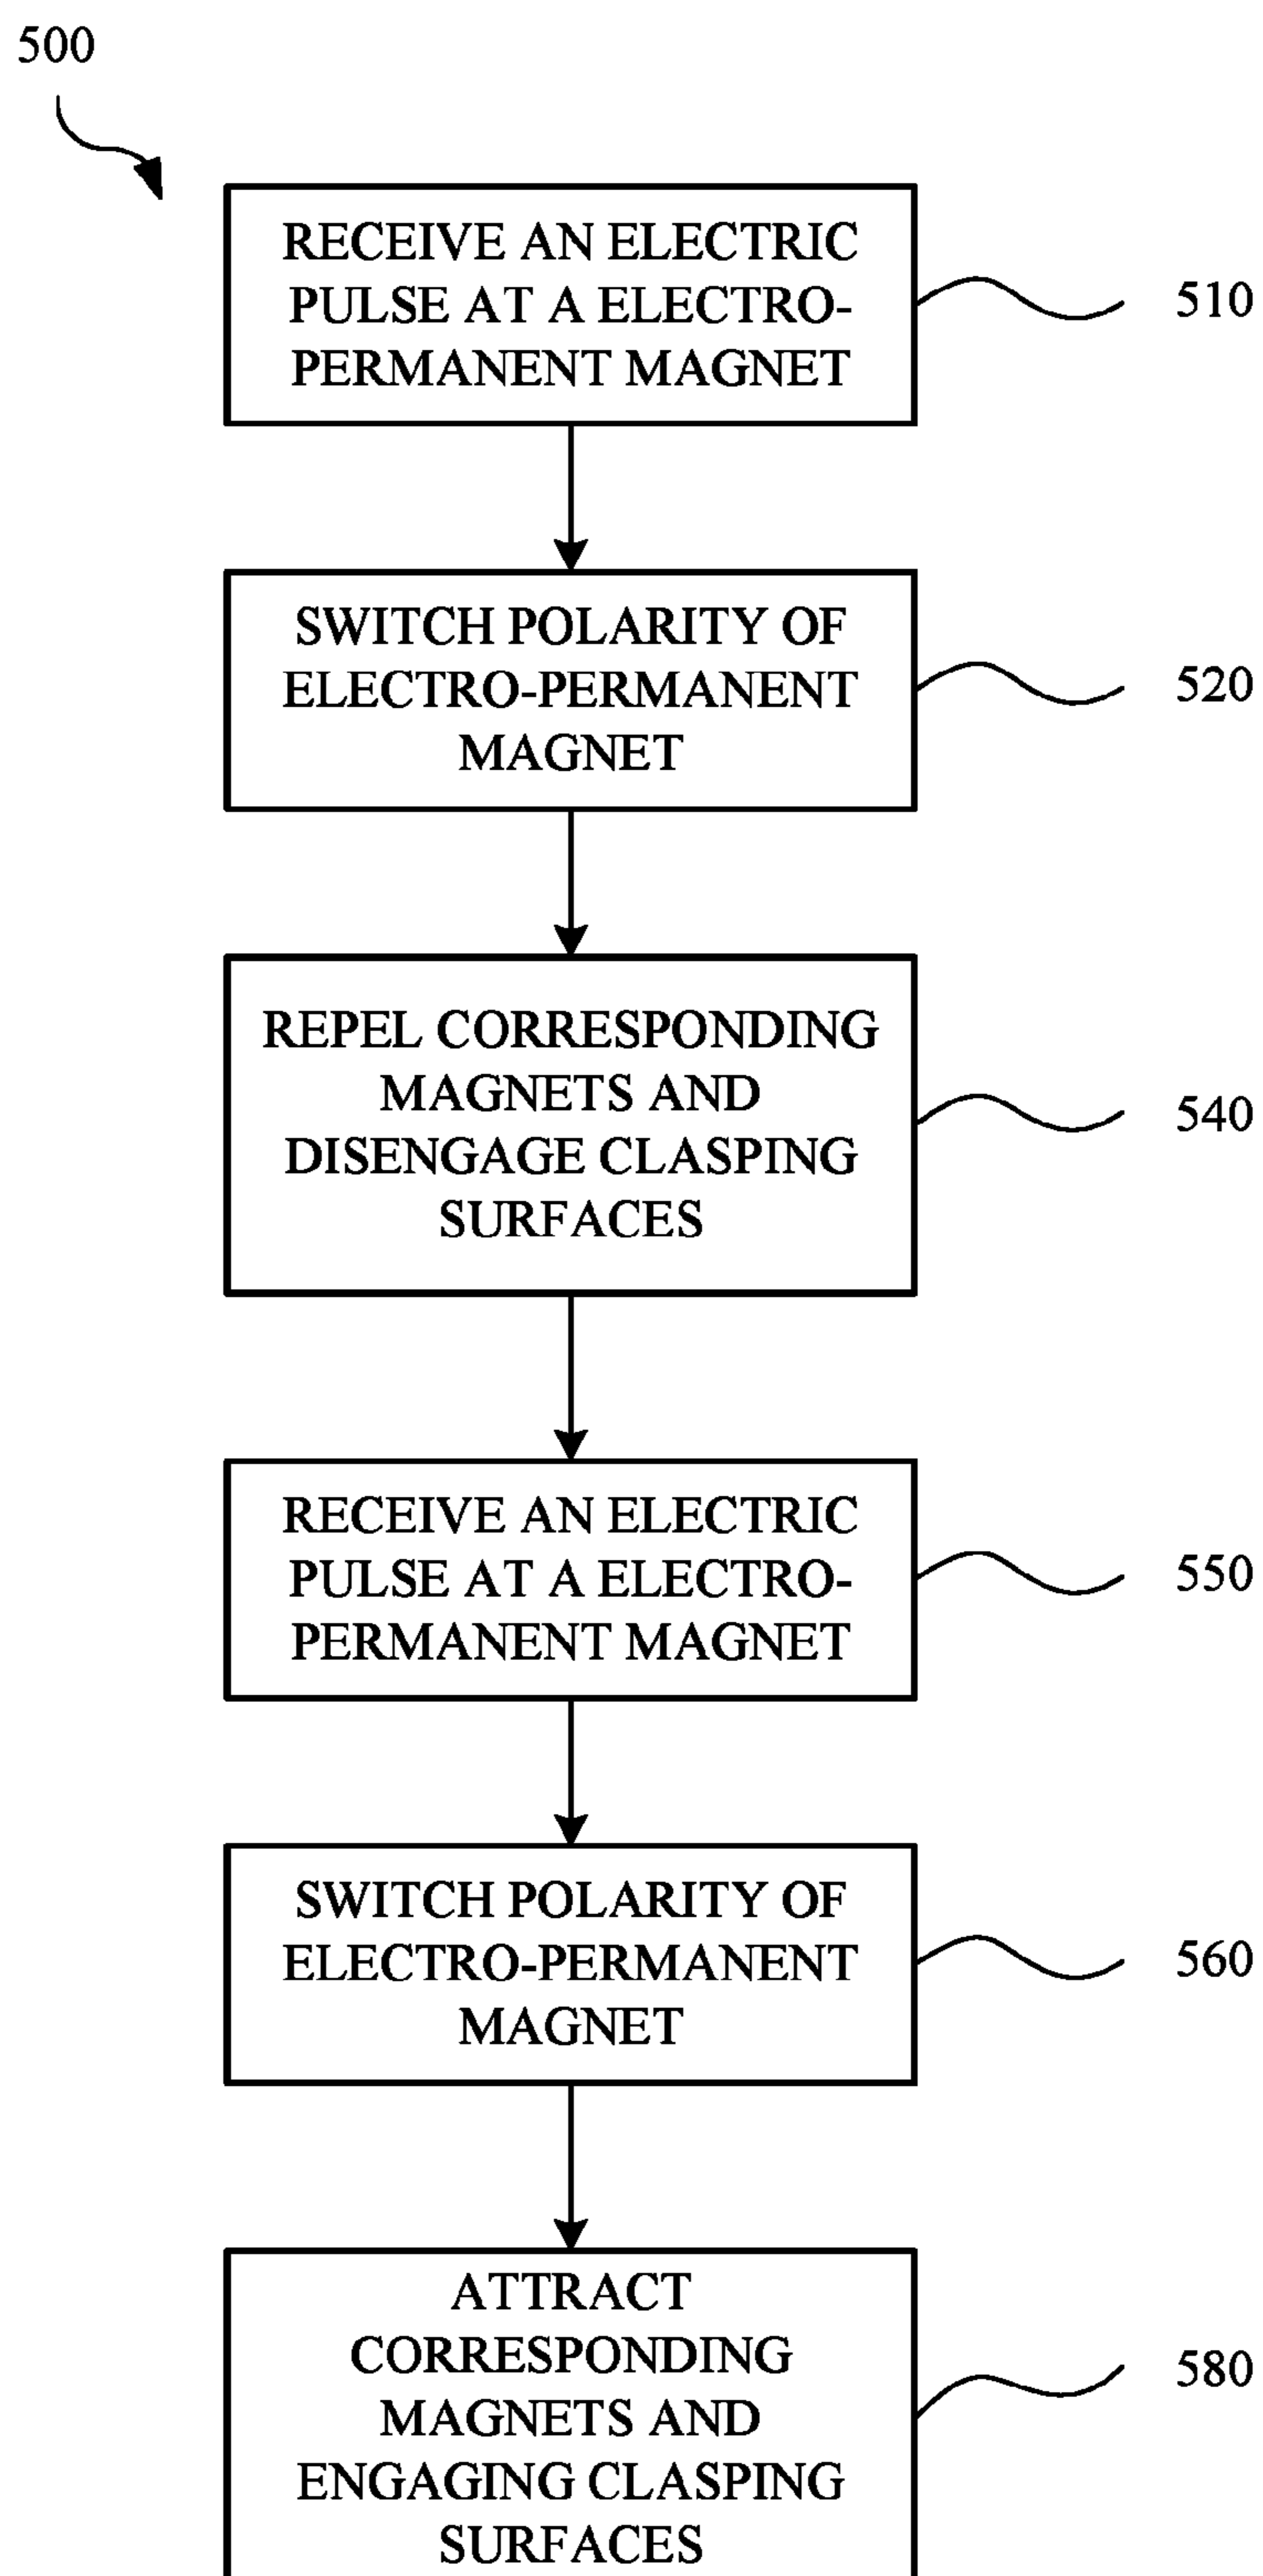 500
RECEIVE AN ELECTRIC
PULSE AT A ELECTRO-
PERMANENT MAGNET
510
SWITCH POLARITY OF
ELECTRO-PERMANENT
MAGNET
520
REPEL CORRESPONDING
MAGNETS AND
DISENGAGE CLASPING
SURFACES
540
RECEIVE AN ELECTRIC
PULSE AT A ELECTRO-
PERMANENT MAGNET
550
SWITCH POLARITY OF
ELECTRO-PERMANENT
MAGNET
560
ATTRACT
CORRESPONDING
MAGNETS AND
ENGAGING CLASPING
SURFACES
580